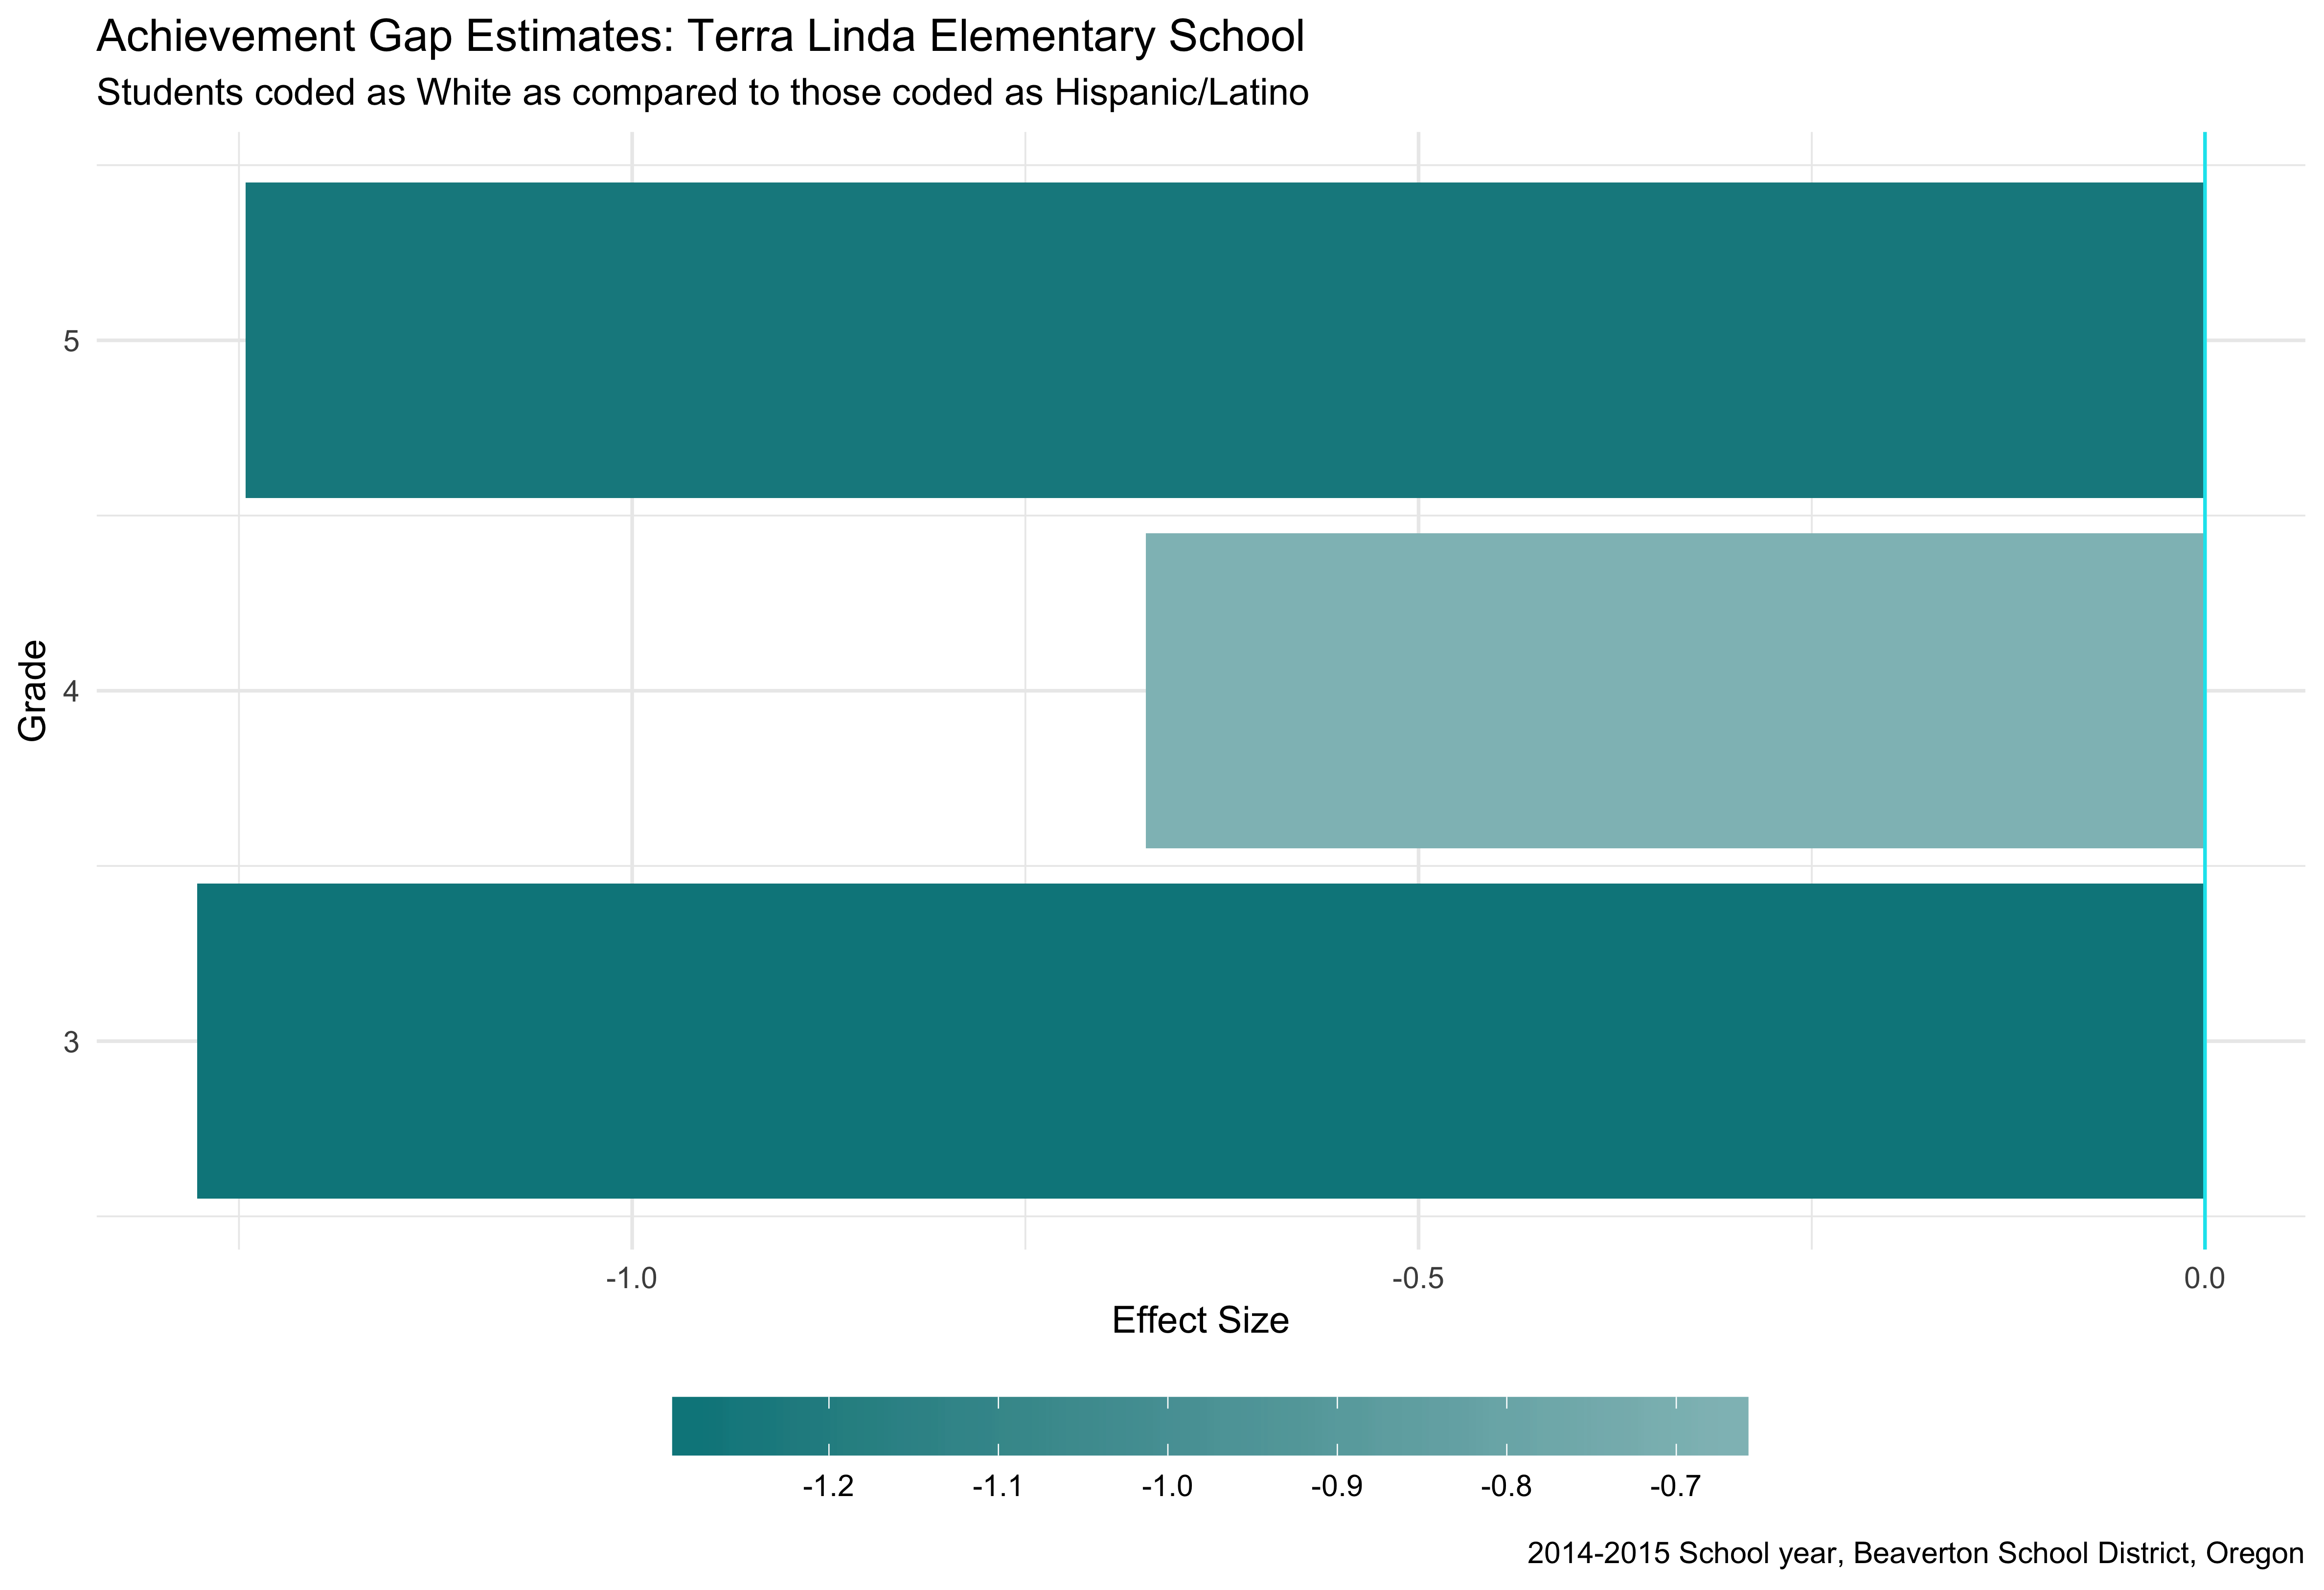 Achievement Gap Estimates: Terra Linda Elementary School
Students coded as White as compared to those coded as Hispanic/Latino
Grade
5
4
3
-1.0 -0.5 0.0
Effect Size
-1.2 -1.1 -1.0 -0.9 -0.8 -0.7
2014-2015 School year, Beaverton School District, Oregon